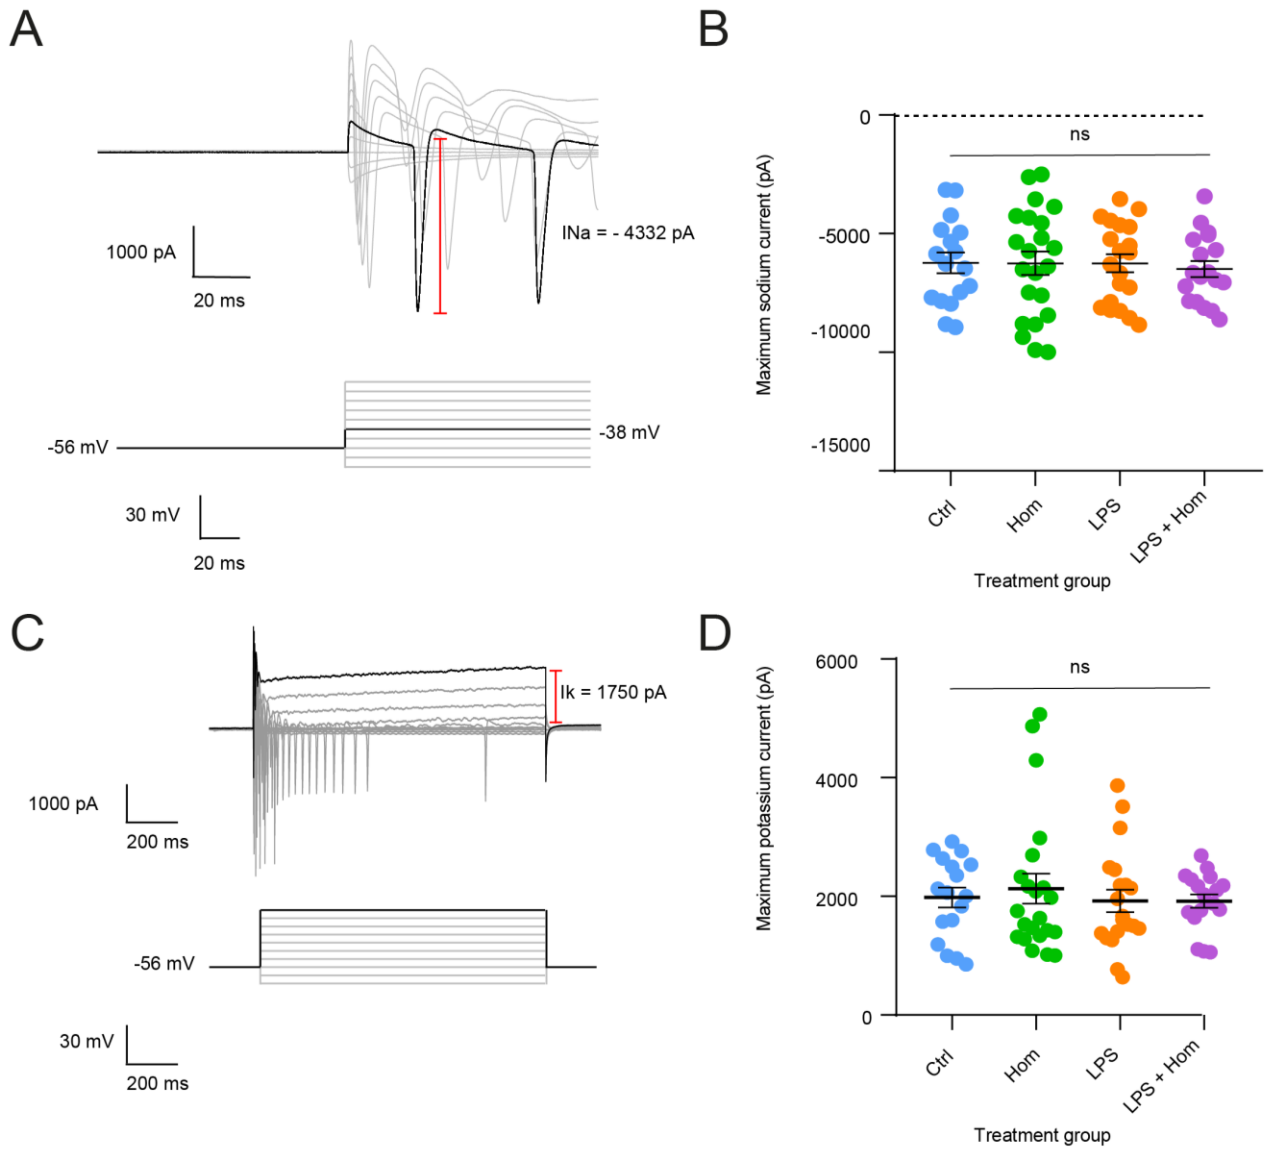 A
INa = - 4332 pA
1000 pA
20 ms
-56 mV
-38 mV
30 mV
20 ms
B
Maximum sodium current (pA)
0
ns
-5000
-10000
-15000
Ctrl
Hom
LPS
LPS + Hom
Treatment group
C
Ik = 1750 pA
1000 pA
200 ms
-56 mV
30 mV
200 ms
D
Maximum potassium current (pA)
6000
ns
4000
2000
0
Ctrl
Hom
LPS
LPS + Hom
Treatment group